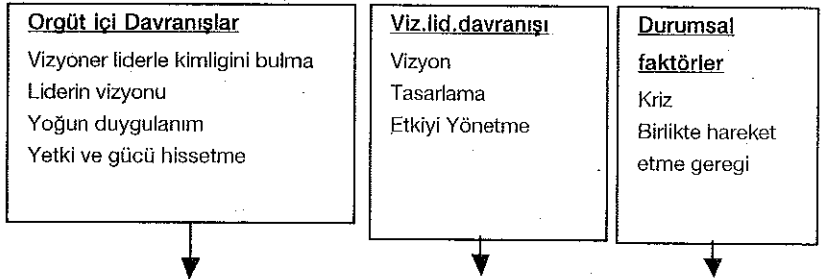 Orgüt içi Davranışlar
Vizyoner liderle kimligini bulma
Liderin vizyonu
Yoğun duygulanım
Yetki ve gücü hissetme
Viz.lid.davranışı
Vizyon
Tasarlama
Etkiyi Yönetme
Durumsal
faktörler
Kriz
Birlikte hareket
etme geregi